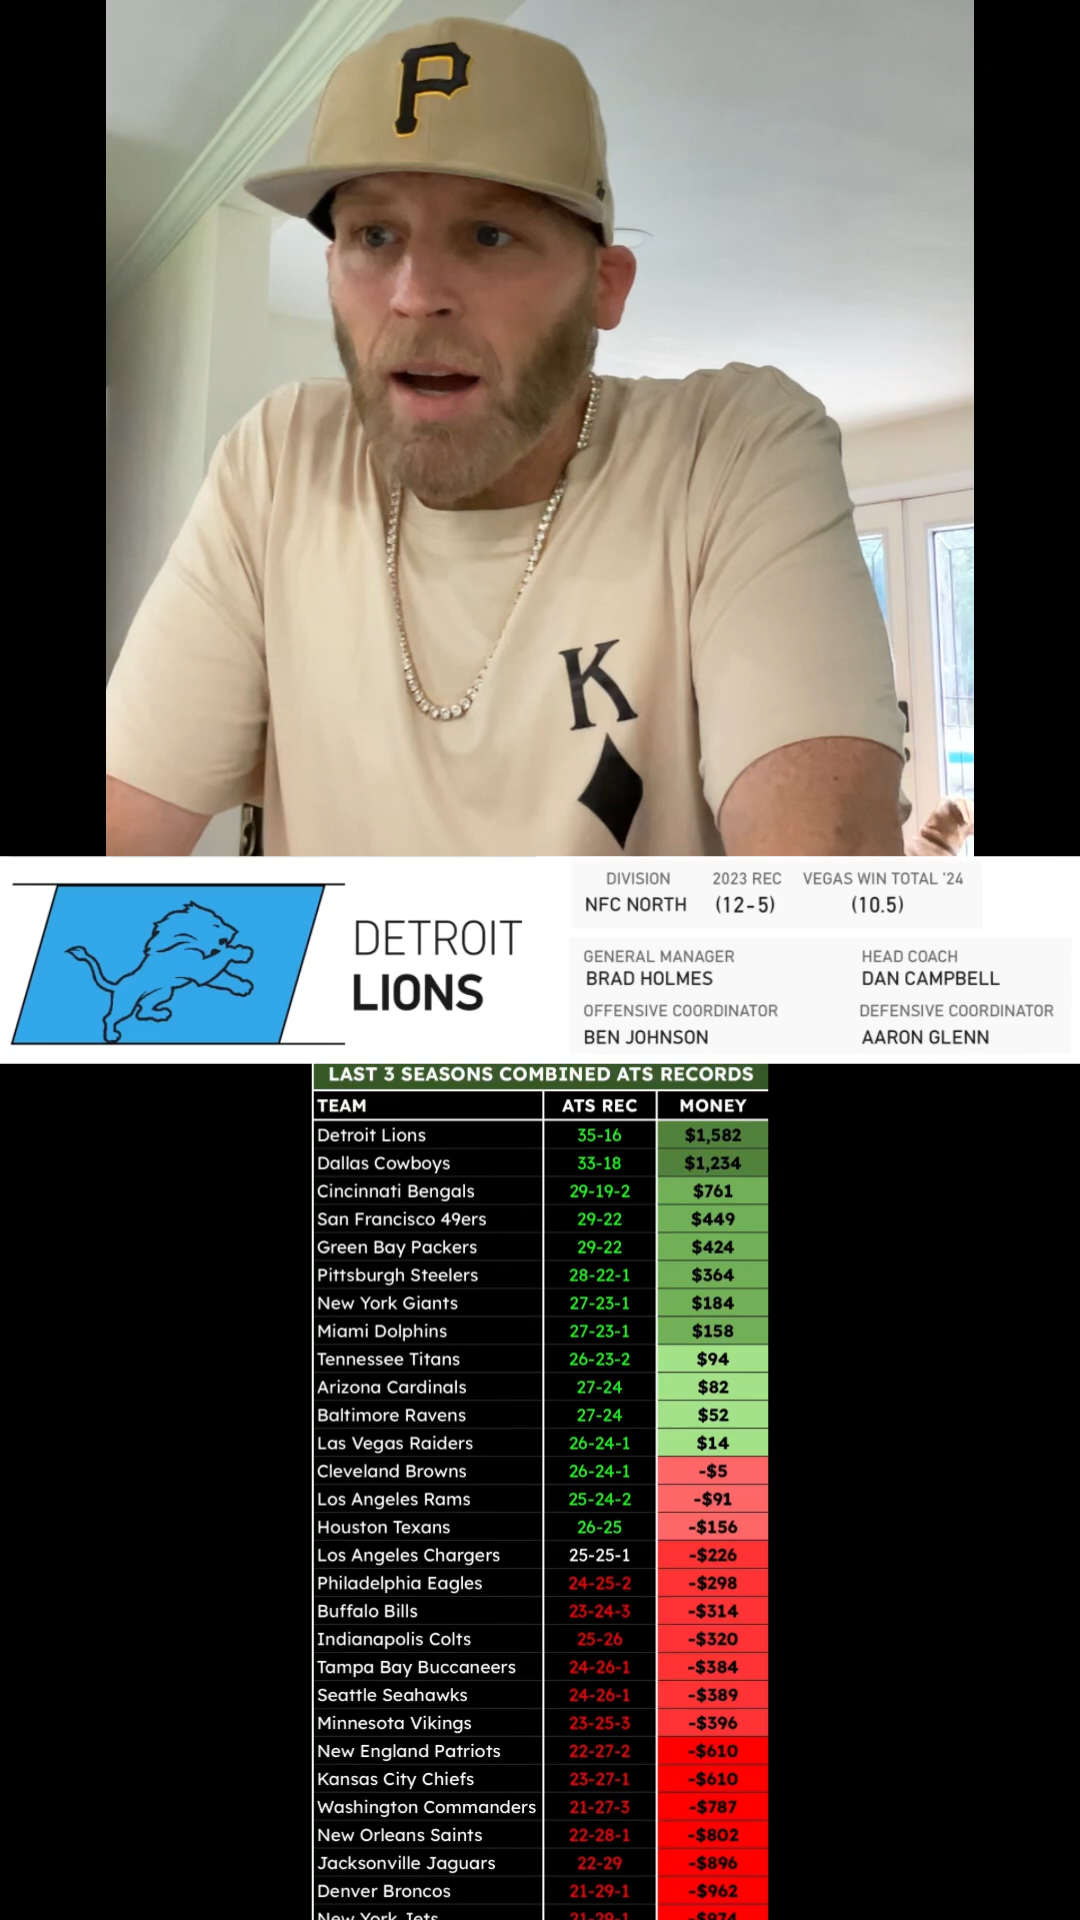 P
K
DETROIT
LIONS
DIVISION 2023 REC VEGAS WIN TOTAL '24
NFC NORTH (12-5) (10.5)
GENERAL MANAGER HEAD COACH
BRAD HOLMES DAN CAMPBELL
OFFENSIVE COORDINATOR DEFENSIVE COORDINATOR
BEN JOHNSON AARON GLENN
LAST 3 SEASONS COMBINED ATS RECORDS
TEAM ATS REC MONEY
Detroit Lions 35-16 $1,582
Dallas Cowboys 33-18 $1,234
Cincinnati Bengals 29-19-2 $761
San Francisco 49ers 29-22 $449
Green Bay Packers 29-22 $424
Pittsburgh Steelers 28-22-1 $364
New York Giants 27-23-1 $184
Miami Dolphins 27-23-1 $158
Tennessee Titans 26-23-2 $94
Arizona Cardinals 27-24 $82
Baltimore Ravens 27-24 $52
Las Vegas Raiders 26-24-1 $14
Cleveland Browns 26-24-1 -$5
Los Angeles Rams 25-24-2 -$91
Houston Texans 26-25 -$156
Los Angeles Chargers 25-25-1 -$226
Philadelphia Eagles 24-25-2 -$298
Buffalo Bills 23-24-3 -$314
Indianapolis Colts 25-26 -$320
Tampa Bay Buccaneers 24-26-1 -$384
Seattle Seahawks 24-26-1 -$389
Minnesota Vikings 23-25-3 -$396
New England Patriots 22-27-2 -$610
Kansas City Chiefs 23-27-1 -$610
Washington Commanders 21-27-3 -$787
New Orleans Saints 22-28-1 -$802
Jacksonville Jaguars 22-29 -$896
Denver Broncos 21-29-1 -$962
New York Jets 21-29-1 -$974